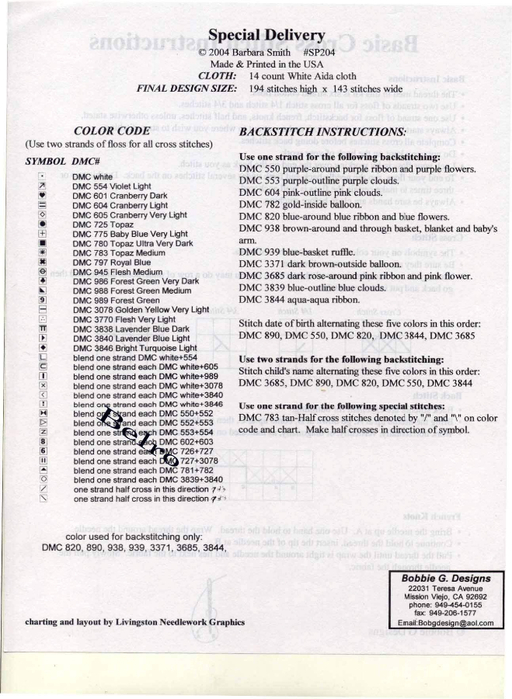 Special Delivery
© 2004 Barbara Smith #SP204
Made & Printed in the USA
CLOTH: 14 count White Aida cloth
FINAL DESIGN SIZE: 194 stitches high x 143 stitches wide
COLOR CODE
(Use two strands of floss for all cross stitches)
SYMBOL DMC#
DMC white
DMC 554 Violet Light
DMC 601 Cranberry Dark
DMC 604 Cranberry Light
DMC 605 Cranberry Very Light
DMC 725 Topaz
DMC 775 Baby Blue Very Light
DMC 780 Topaz Ultra Very Dark
DMC 783 Topaz Medium
DMC 797 Royal Blue
DMC 945 Flesh Medium
DMC 986 Forest Green Very Dark
DMC 988 Forest Green Medium
DMC 989 Forest Green
DMC 3078 Golden Yellow Very Light
DMC 3770 Flesh Very Light
DMC 3838 Lavender Blue Dark
DMC 3840 Lavender Blue Light
DMC 3846 Bright Turquoise Light
blend one strand DMC white+554
blend one strand each DMC white+605
blend one strand each DMC white+989
blend one strand each DMC white+3078
blend one strand each DMC white+3840
blend one strand each DMC white+3846
blend one strand each DMC 550+552
blend one strand each DMC 552+553
blend one strand each DMC 553+554
blend one strand each DMC 602+603
blend one strand each DMC 726+727
blend one strand each DMC 727+3078
blend one strand each DMC 781+782
blend one strand each DMC 3839+3840
one strand half cross in this direction
one strand half cross in this direction
Belro
color used for backstitching only:
DMC 820, 890, 938, 939, 3371, 3685, 3844,
charting and layout by Livingston Needlework Graphics
BACKSTITCH INSTRUCTIONS:
Use one strand for the following backstitching:
DMC 550 purple-around purple ribbon and purple flowers.
DMC 553 purple-outline purple clouds.
DMC 604 pink-outline pink clouds.
DMC 782 gold-inside balloon.
DMC 820 blue-around blue ribbon and blue flowers.
DMC 938 brown-around and through basket, blanket and baby's
arm.
DMC 939 blue-basket ruffle.
DMC 3371 dark brown-outside balloon.
DMC 3685 dark rose-around pink ribbon and pink flower.
DMC 3839 blue-outline blue clouds.
DMC 3844 aqua-aqua ribbon.
Stitch date of birth alternating these five colors in this order:
DMC 890, DMC 550, DMC 820, DMC 3844, DMC 3685
Use two strands for the following backstitching:
Stitch child's name alternating these five colors in this order:
DMC 3685, DMC 890, DMC 820, DMC 550, DMC 3844
Use one strand for the following special stitches:
DMC 783 tan-Half cross stitches denoted by "/" and "\" on color
code and chart. Make half crosses in direction of symbol.
Bobbie G. Designs
22031 Teresa Avenue
Mission Viejo, CA 92692
phone: 949-454-0155
fax: 949-206-1577
Email:Bobgdesign@aol.com